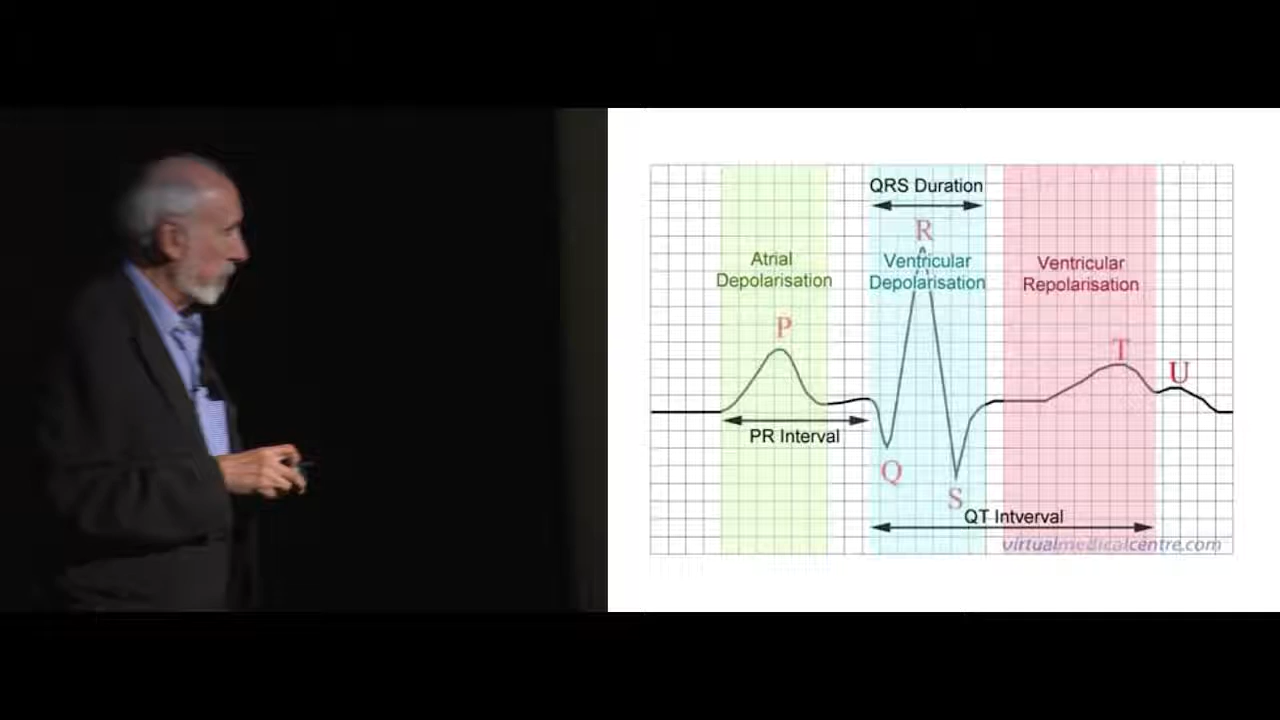 QRS Duration
R
Atrial
Depolarisation
Ventricular
Depolarisation
Ventricular
Repolarisation
P
T
U
PR Interval
Q
S
QT Intverval
virtualmedicalcentre.com